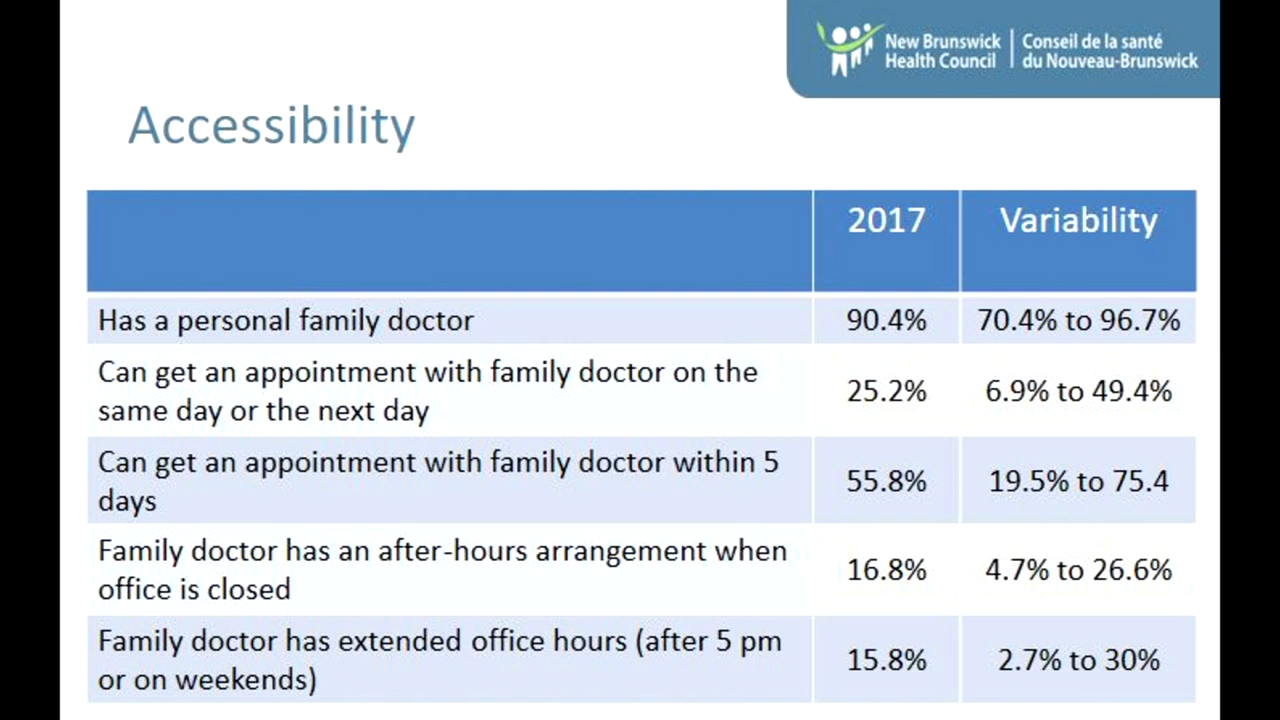 New Brunswick Health Council
Conseil de la santé du Nouveau-Brunswick
Accessibility
2017 Variability
Has a personal family doctor 90.4% 70.4% to 96.7%
Can get an appointment with family doctor on the
same day or the next day 25.2% 6.9% to 49.4%
Can get an appointment with family doctor within 5
days 55.8% 19.5% to 75.4
Family doctor has an after-hours arrangement when
office is closed 16.8% 4.7% to 26.6%
Family doctor has extended office hours (after 5 pm
or on weekends) 15.8% 2.7% to 30%